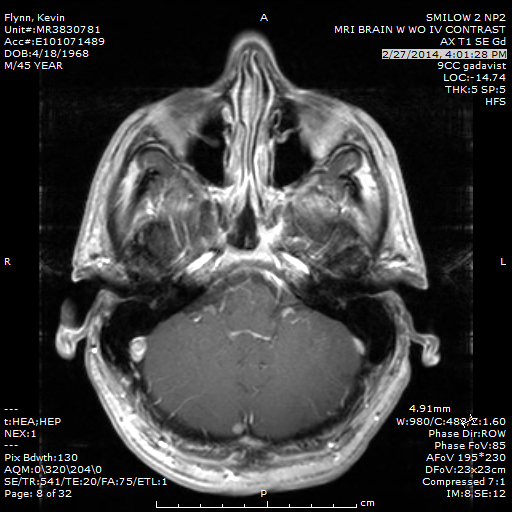 Flynn, Kevin
Unit#:MR3830781
Acc#:E101071489
DOB:4/18/1968
M/45 YEAR
A
SMILOW 2 NP2
MRI BRAIN W WO IV CONTRAST
AX T1 SE Gd
2/27/2014, 4:01:28 PM
9CC gadavist
LOC:-14.74
THK:5 SP:5
HFS
R
L
---
t:HEA;HEP
NEX:1
---
Pix Bdwth:130
AQM:0\320\204\0
SE/TR:541/TE:20/FA:75/ETL:1
Page: 8 of 32
P
cm
4.91mm
W:980/C:488/Z:1.60
Phase Dir:ROW
Phase FoV:85
AFoV 195*230
DFoV:23x23cm
Compressed 7:1
IM:8 SE:12